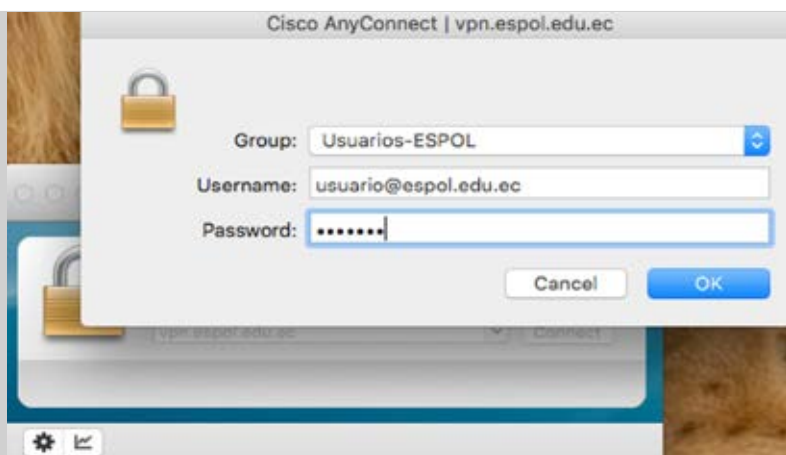 Cisco AnyConnect | vpn.espol.edu.ec
Group: Usuarios-ESPOL
Username: usuario@espol.edu.ec
Password: •••••••
Cancel OK
vpn.espol.edu.ec Connect